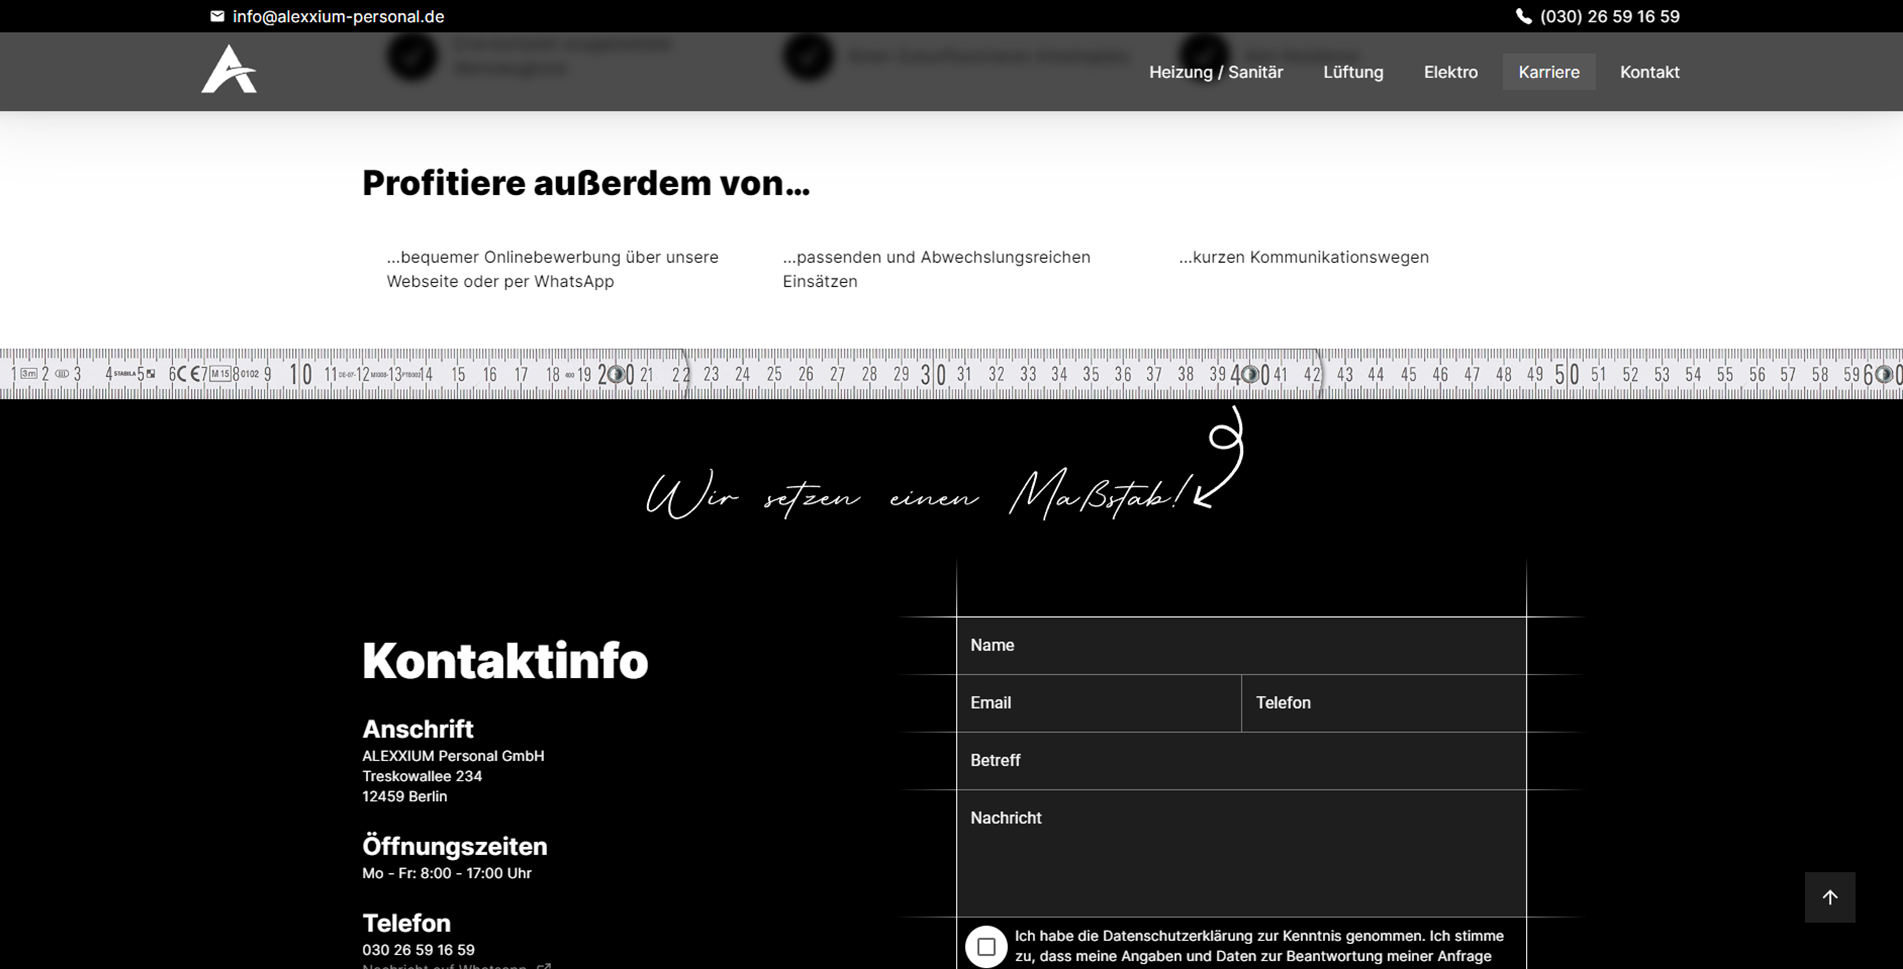 info@alexxium-personal.de
(030) 26 59 16 59
Heizung / Sanitär
Lüftung
Elektro
Karriere
Kontakt
Profitiere außerdem von...
...bequemer Onlinebewerbung über unsere
Webseite oder per WhatsApp
...passenden und Abwechslungsreichen
Einsätzen
...kurzen Kommunikationswegen
1 3m 2 3 4 STABILA 5 6 CE 7 M 15 8 0102 9 10 11 12 13 14 15 16 17 18 19 20 21 22 23 24 25 26 27 28 29 30 31 32 33 34 35 36 37 38 39 40 41 42 43 44 45 46 47 48 49 50 51 52 53 54 55 56 57 58 59 60
Wir setzen einen Maßstab!
Kontaktinfo
Anschrift
ALEXXIUM Personal GmbH
Treskowallee 234
12459 Berlin
Öffnungszeiten
Mo - Fr: 8:00 - 17:00 Uhr
Telefon
030 26 59 16 59
Nachricht auf Whatsapp
Name
Email
Telefon
Betreff
Nachricht
Ich habe die Datenschutzerklärung zur Kenntnis genommen. Ich stimme
zu, dass meine Angaben und Daten zur Beantwortung meiner Anfrage